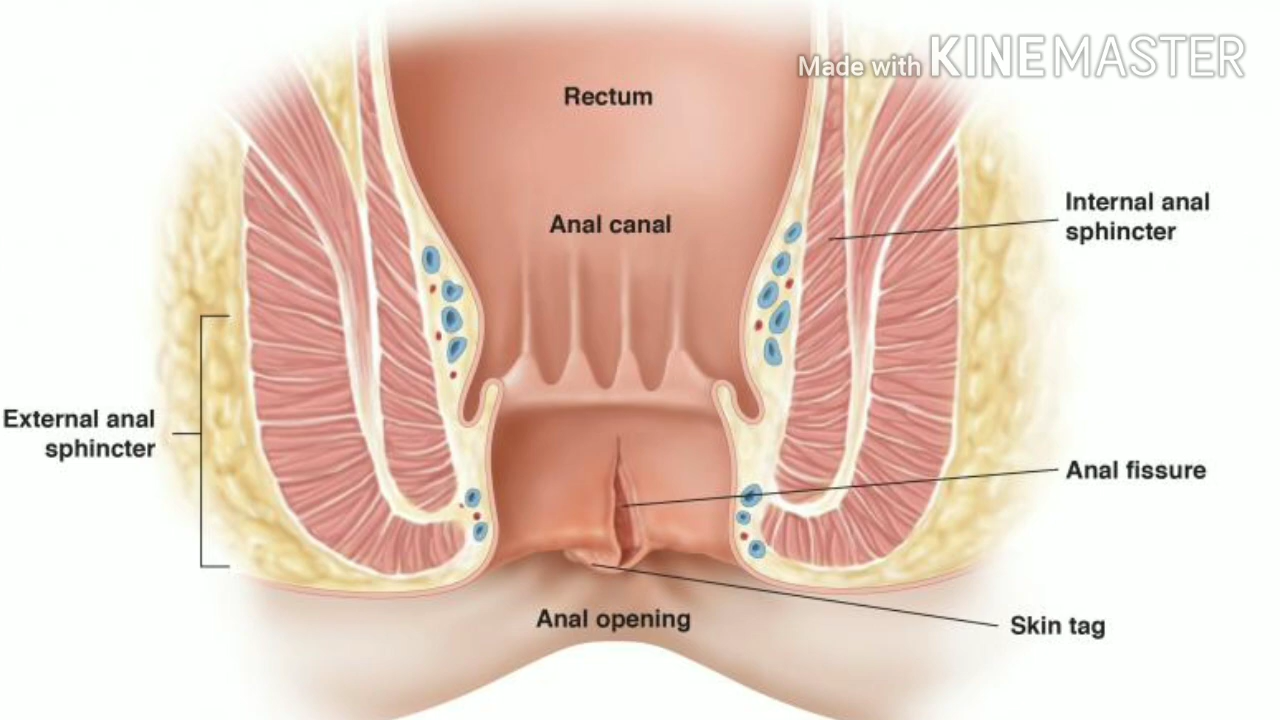 Made with KINEMASTER
Rectum
Anal canal
Internal anal
sphincter
External anal
sphincter
Anal fissure
Anal opening
Skin tag